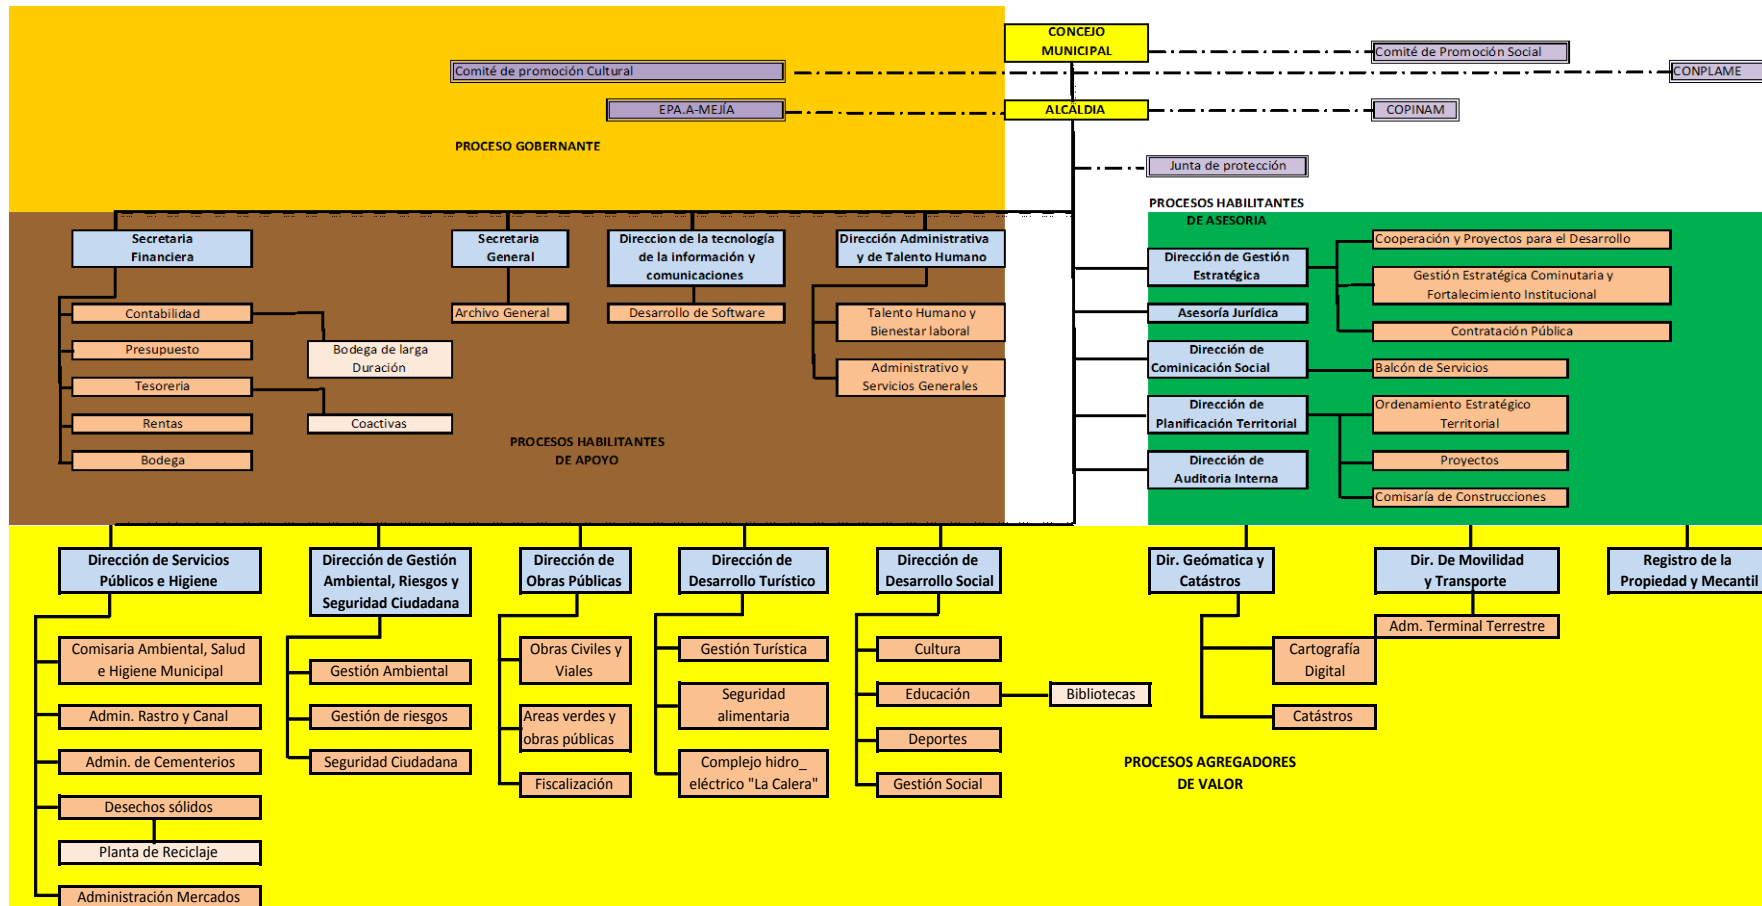 CONCEJO
MUNICIPAL
Comité de Promoción Social
Comité de promoción Cultural
CONPLAME
EPA.A-MEJÍA
ALCALDIA
COPINAM
PROCESO GOBERNANTE
Junta de protección
PROCESOS HABILITANTES
DE ASESORIA
Secretaria
Financiera
Secretaria
General
Direccion de la tecnología
de la información y
comunicaciones
Dirección Administrativa
y de Talento Humano
Contabilidad
Presupuesto
Tesoreria
Rentas
Bodega
Bodega de larga
Duración
Coactivas
Archivo General
Desarrollo de Software
Talento Humano y
Bienestar laboral
Administrativo y
Servicios Generales
PROCESOS HABILITANTES
DE APOYO
Dirección de Gestión
Estratégica
Cooperación y Proyectos para el Desarrollo
Gestión Estratégica Cominutaria y
Fortalecimiento Institucional
Contratación Pública
Asesoría Jurídica
Dirección de
Cominicación Social
Balcón de Servicios
Dirección de
Planificación Territorial
Ordenamiento Estratégico
Territorial
Proyectos
Comisaría de Construcciones
Dirección de
Auditoria Interna
Dirección de Servicios
Públicos e Higiene
Dirección de Gestión
Ambiental, Riesgos y
Seguridad Ciudadana
Dirección de
Obras Públicas
Dirección de
Desarrollo Turístico
Dirección de
Desarrollo Social
Dir. Geómatica y
Catástros
Dir. De Movilidad
y Transporte
Registro de la
Propiedad y Mecantil
Comisaria Ambiental, Salud
e Higiene Municipal
Admin. Rastro y Canal
Admin. de Cementerios
Desechos sólidos
Planta de Reciclaje
Administración Mercados
Gestión Ambiental
Gestión de riesgos
Seguridad Ciudadana
Obras Civiles y
Viales
Areas verdes y
obras públicas
Fiscalización
Gestión Turística
Seguridad
alimentaria
Complejo hidro_
eléctrico "La Calera"
Cultura
Educación
Bibliotecas
Deportes
Gestión Social
Cartografía
Digital
Catástros
Adm. Terminal Terrestre
PROCESOS AGREGADORES
DE VALOR